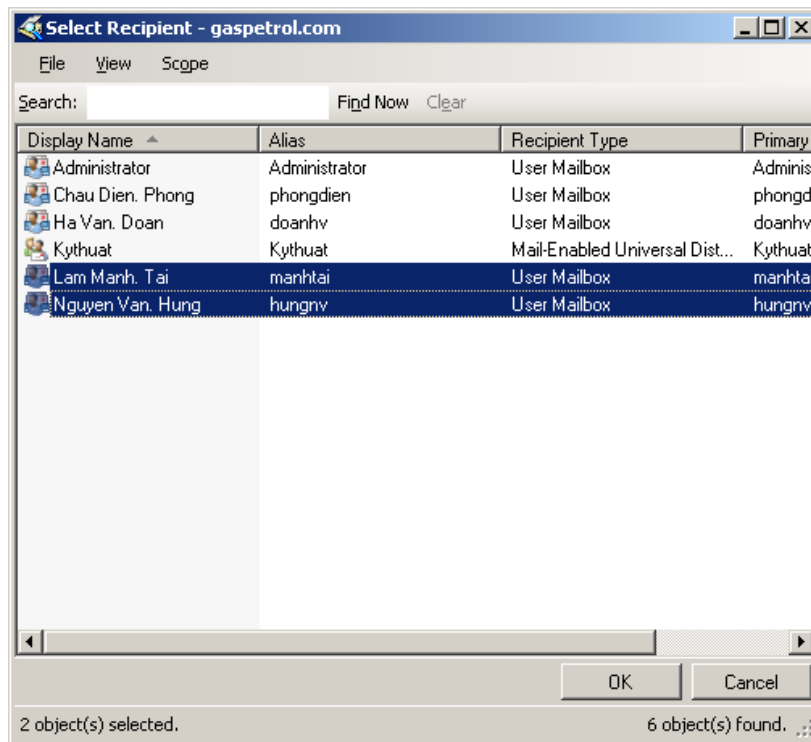 Select Recipient - gaspetrol.com
File View Scope
Search: Find Now Clear
Display Name Alias Recipient Type Primary
Administrator Administrator User Mailbox Adminis
Chau Dien. Phong phongdien User Mailbox phongd
Ha Van. Doan doanhv User Mailbox doanhv
Kythuat Kythuat Mail-Enabled Universal Dist... Kythuat
Lam Manh. Tai manhtai User Mailbox manhta
Nguyen Van. Hung hungnv User Mailbox hungnv
OK Cancel
2 object(s) selected. 6 object(s) found.